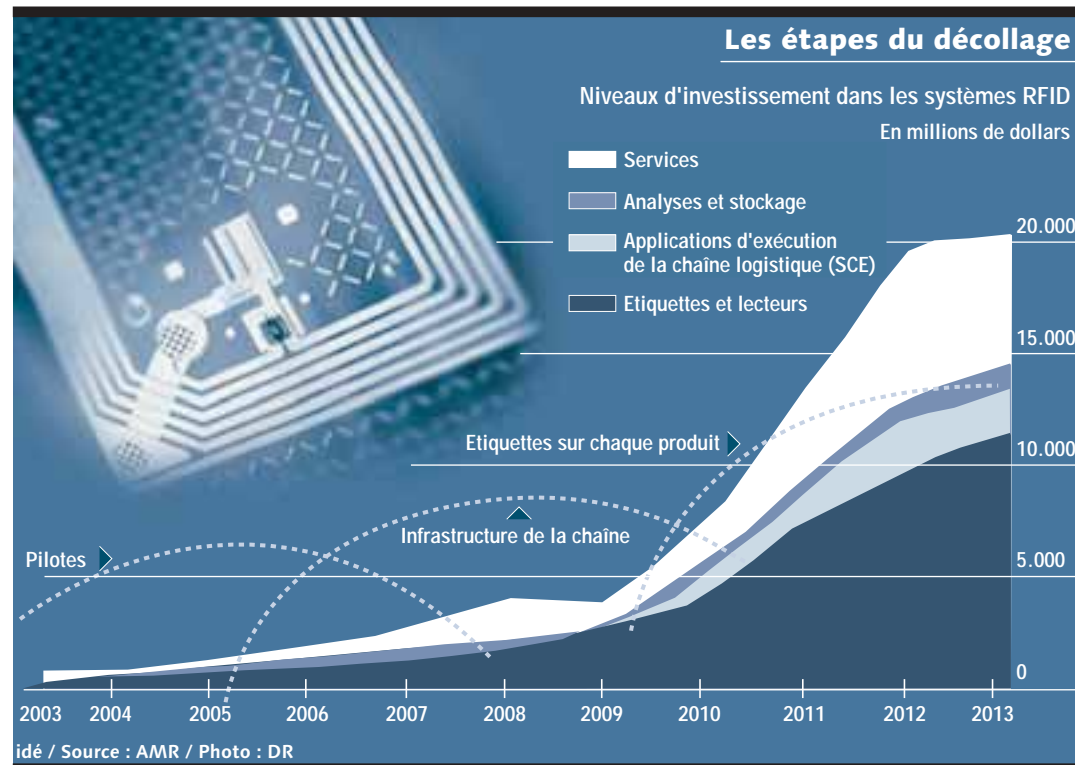 Les étapes du décollage
Niveaux d'investissement dans les systèmes RFID
En millions de dollars
Services
Analyses et stockage
Applications d'exécution
de la chaîne logistique (SCE)
Etiquettes et lecteurs
20.000
15.000
Etiquettes sur chaque produit
10.000
Infrastructure de la chaîne
Pilotes
5.000
0
2003 2004 2005 2006 2007 2008 2009 2010 2011 2012 2013
idé / Source : AMR / Photo : DR